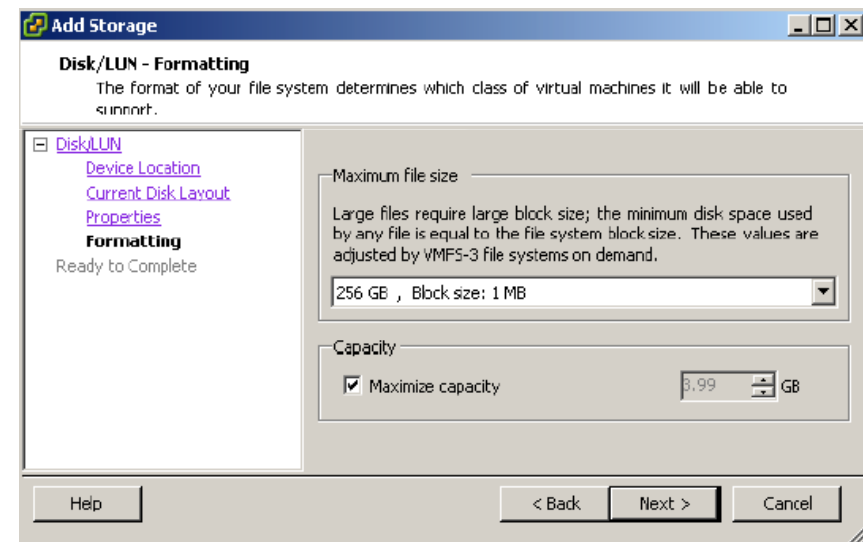 Add Storage
Disk/LUN - Formatting
The format of your file system determines which class of virtual machines it will be able to
support.
Disk/LUN
Device Location
Current Disk Layout
Properties
Formatting
Ready to Complete
Maximum file size
Large files require large block size; the minimum disk space used
by any file is equal to the file system block size. These values are
adjusted by VMFS-3 file systems on demand.
256 GB , Block size: 1 MB
Capacity
Maximize capacity
3.99
GB
Help
< Back
Next >
Cancel